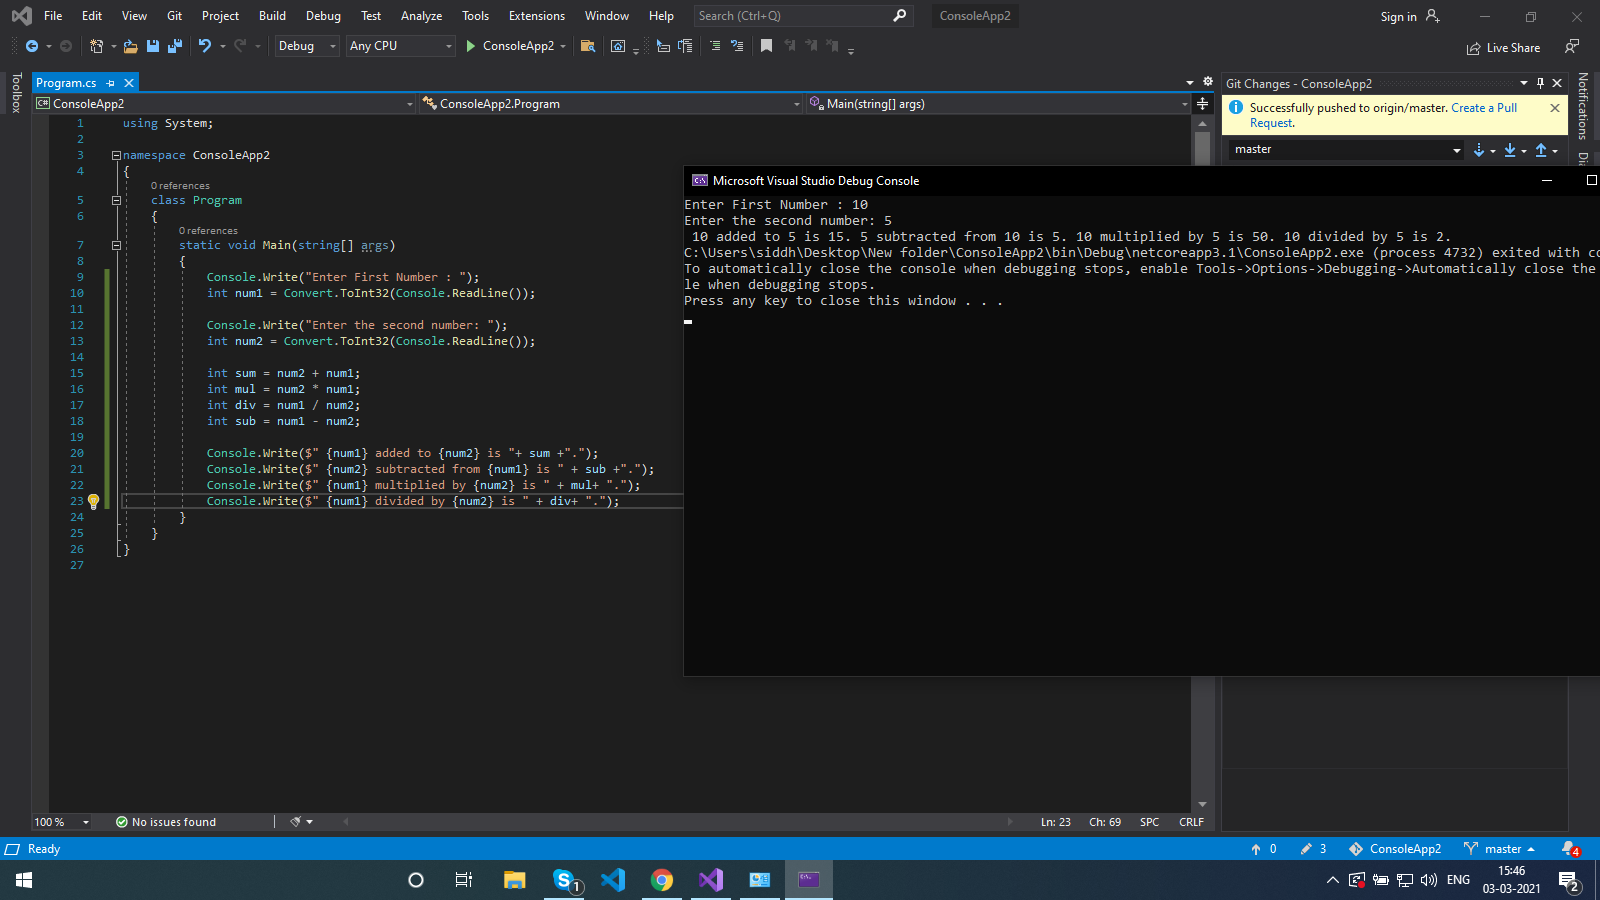 File Edit View Git Project Build Debug Test Analyze Tools Extensions Window Help Search (Ctrl+Q) ConsoleApp2 Sign in
Debug Any CPU ConsoleApp2 Live Share
Toolbox
Program.cs
ConsoleApp2 ConsoleApp2.Program Main(string[] args)
1 using System;
2
3 namespace ConsoleApp2
4 {
0 references
5 class Program
6 {
0 references
7 static void Main(string[] args)
8 {
9 Console.Write("Enter First Number : ");
10 int num1 = Convert.ToInt32(Console.ReadLine());
11
12 Console.Write("Enter the second number: ");
13 int num2 = Convert.ToInt32(Console.ReadLine());
14
15 int sum = num2 + num1;
16 int mul = num2 * num1;
17 int div = num1 / num2;
18 int sub = num1 - num2;
19
20 Console.Write($" {num1} added to {num2} is "+ sum +".");
21 Console.Write($" {num2} subtracted from {num1} is " + sub +".");
22 Console.Write($" {num1} multiplied by {num2} is " + mul+ ".");
23 Console.Write($" {num1} divided by {num2} is " + div+ ".");
24 }
25 }
26 }
27
Git Changes - ConsoleApp2
Successfully pushed to origin/master. Create a Pull
Request.
master
Notifications
Di
Microsoft Visual Studio Debug Console
Enter First Number : 10
Enter the second number: 5
10 added to 5 is 15. 5 subtracted from 10 is 5. 10 multiplied by 5 is 50. 10 divided by 5 is 2.
C:\Users\siddh\Desktop\New folder\ConsoleApp2\bin\Debug\netcoreapp3.1\ConsoleApp2.exe (process 4732) exited with co
To automatically close the console when debugging stops, enable Tools->Options->Debugging->Automatically close the
le when debugging stops.
Press any key to close this window . . .
100 % No issues found Ln: 23 Ch: 69 SPC CRLF
Ready 0 3 ConsoleApp2 master 4
1 ENG 15:46
03-03-2021 2